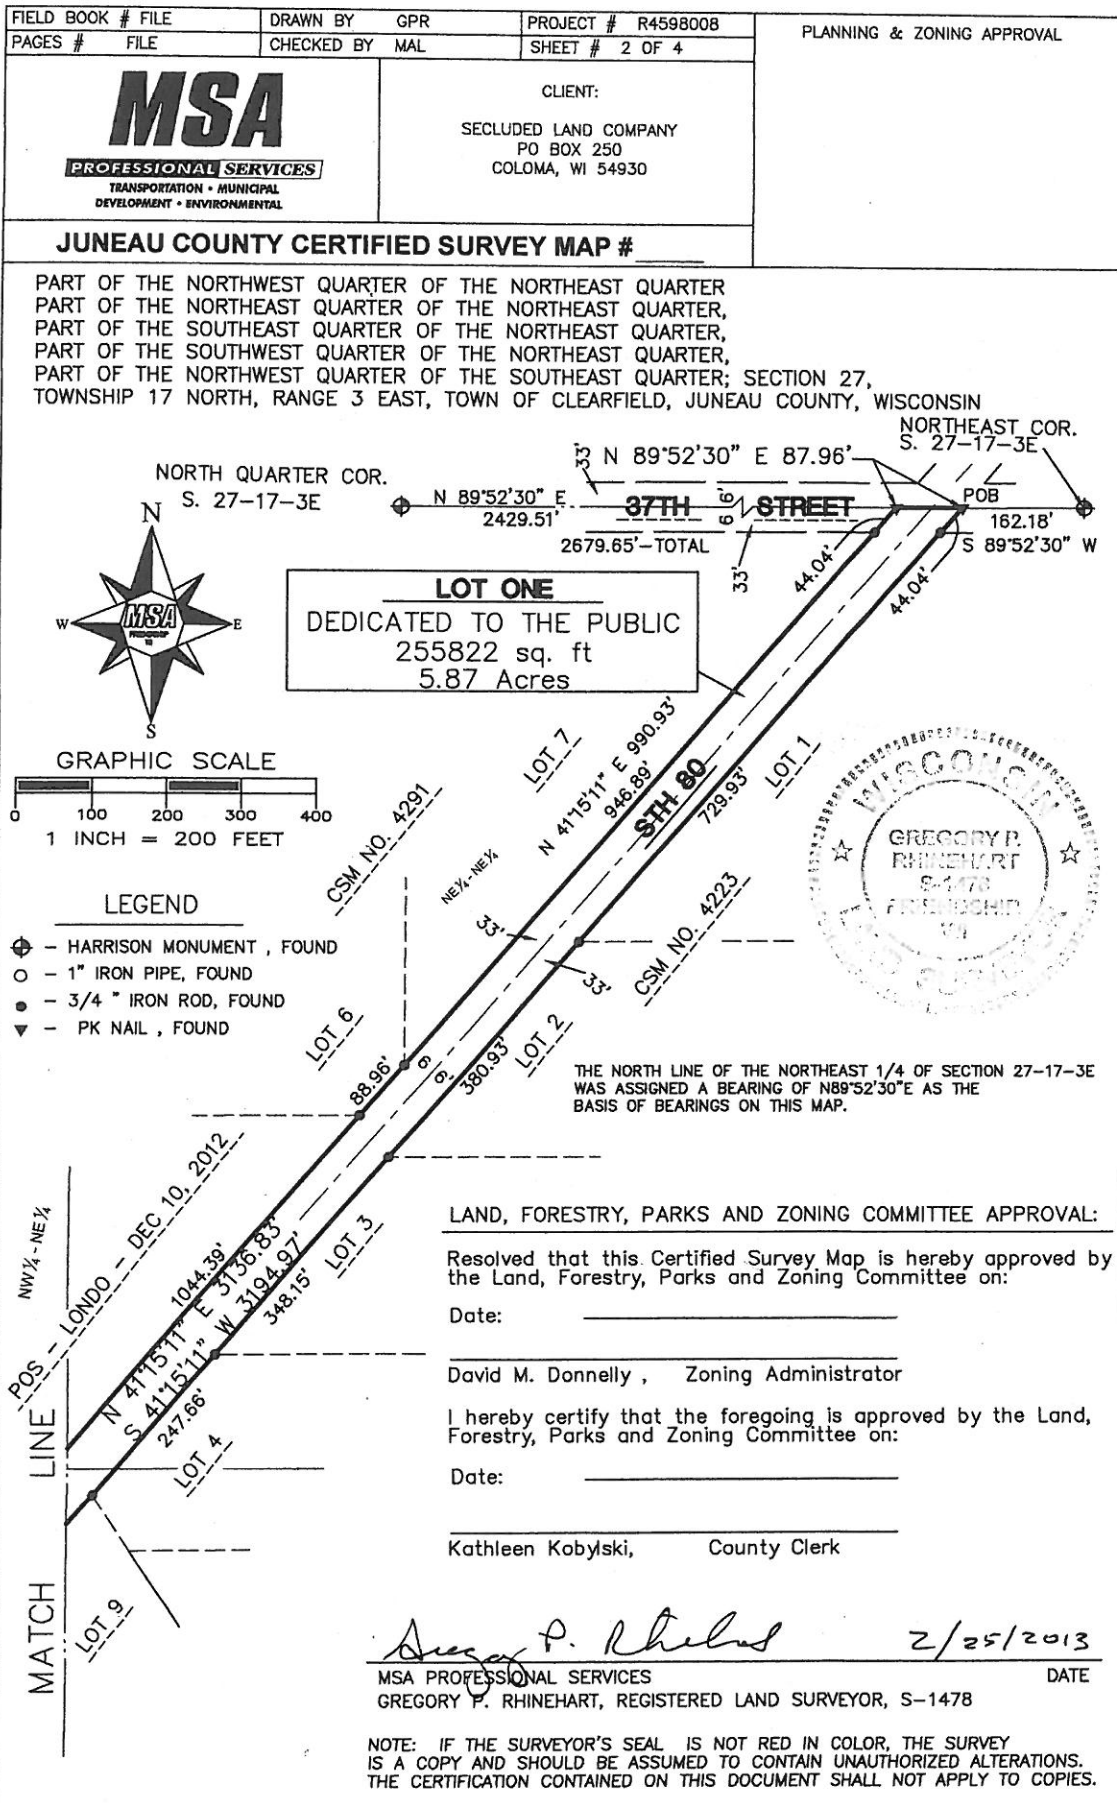 FIELD BOOK # FILE
DRAWN BY GPR
PROJECT # R4598008
PLANNING & ZONING APPROVAL
PAGES # FILE
CHECKED BY MAL
SHEET # 2 OF 4
MSA
PROFESSIONAL SERVICES
TRANSPORTATION • MUNICIPAL
DEVELOPMENT • ENVIRONMENTAL
CLIENT:
SECLUDED LAND COMPANY
PO BOX 250
COLOMA, WI 54930
JUNEAU COUNTY CERTIFIED SURVEY MAP #
PART OF THE NORTHWEST QUARTER OF THE NORTHEAST QUARTER
PART OF THE NORTHEAST QUARTER OF THE NORTHEAST QUARTER,
PART OF THE SOUTHEAST QUARTER OF THE NORTHEAST QUARTER,
PART OF THE SOUTHWEST QUARTER OF THE NORTHEAST QUARTER,
PART OF THE NORTHWEST QUARTER OF THE SOUTHEAST QUARTER; SECTION 27,
TOWNSHIP 17 NORTH, RANGE 3 EAST, TOWN OF CLEARFIELD, JUNEAU COUNTY, WISCONSIN
NORTHEAST COR.
S. 27-17-3E
33'
N 89°52'30" E 87.96'
NORTH QUARTER COR.
S. 27-17-3E
N 89°52'30" E
2429.51'
37TH
66'
STREET
POB
162.18'
2679.65'-TOTAL
S 89°52'30" W
33'
44.04'
44.04'
N
W
E
S
MSA
LOT ONE
DEDICATED TO THE PUBLIC
255822 sq. ft
5.87 Acres
GRAPHIC SCALE
0 100 200 300 400
1 INCH = 200 FEET
LOT 7
N 41°15'11" E 990.93'
946.89'
STH 80
729.93'
LOT 1
CSM NO. 4291
NE¼-NE¼
33'
33'
CSM NO. 4223
WISCONSIN
GREGORY P.
RHINEHART
S-1478
FRIENDSHIP
WI
LEGEND
– HARRISON MONUMENT , FOUND
– 1" IRON PIPE, FOUND
– 3/4 " IRON ROD, FOUND
– PK NAIL , FOUND
LOT 6
88.96'
66'
380.93'
LOT 2
THE NORTH LINE OF THE NORTHEAST 1/4 OF SECTION 27-17-3E
WAS ASSIGNED A BEARING OF N89°52'30"E AS THE
BASIS OF BEARINGS ON THIS MAP.
NW¼-NE¼
POS - LONDO - DEC 10, 2012
1044.39'
N 41°15'11" E 3136.83'
S 41°15'11" W 3194.97'
348.15'
LOT 3
247.66'
LOT 4
LOT 9
MATCH LINE
LAND, FORESTRY, PARKS AND ZONING COMMITTEE APPROVAL:
Resolved that this Certified Survey Map is hereby approved by
the Land, Forestry, Parks and Zoning Committee on:
Date:
David M. Donnelly , Zoning Administrator
I hereby certify that the foregoing is approved by the Land,
Forestry, Parks and Zoning Committee on:
Date:
Kathleen Kobylski, County Clerk
2/25/2013
MSA PROFESSIONAL SERVICES
DATE
GREGORY P. RHINEHART, REGISTERED LAND SURVEYOR, S-1478
NOTE: IF THE SURVEYOR'S SEAL IS NOT RED IN COLOR, THE SURVEY
IS A COPY AND SHOULD BE ASSUMED TO CONTAIN UNAUTHORIZED ALTERATIONS.
THE CERTIFICATION CONTAINED ON THIS DOCUMENT SHALL NOT APPLY TO COPIES.